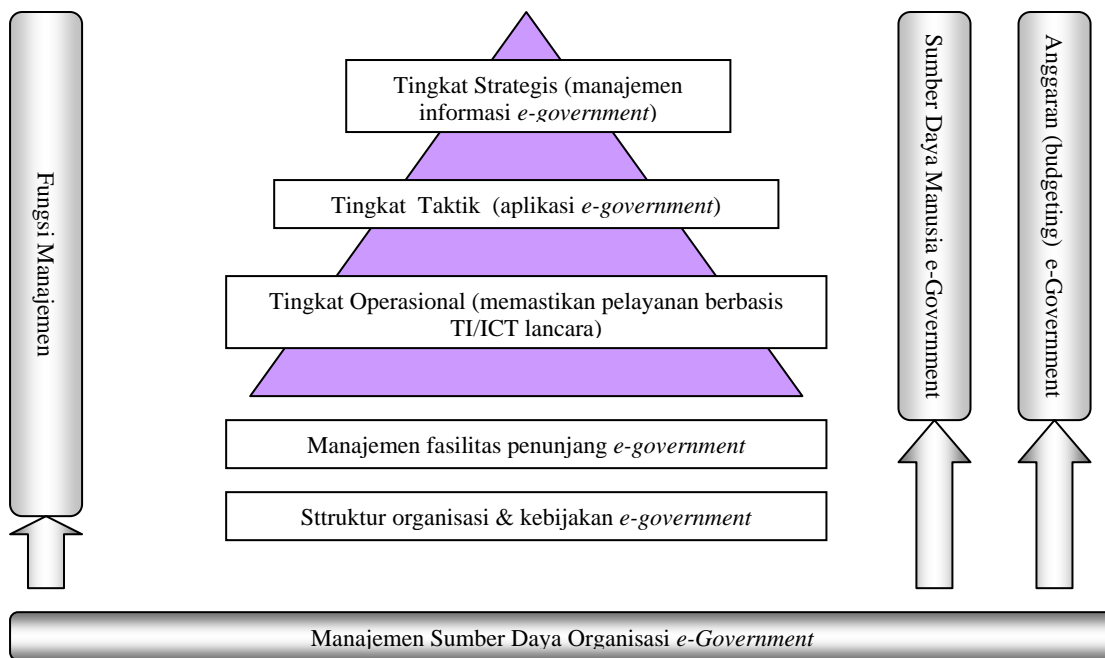 Fungsi Manajemen
Tingkat Strategis (manajemen
informasi e-government)
Tingkat Taktik (aplikasi e-government)
Tingkat Operasional (memastikan pelayanan berbasis
TI/ICT lancara)
Manajemen fasilitas penunjang e-government
Sttruktur organisasi & kebijakan e-government
Sumber Daya Manusia e-Government
Anggaran (budgeting) e-Government
Manajemen Sumber Daya Organisasi e-Government